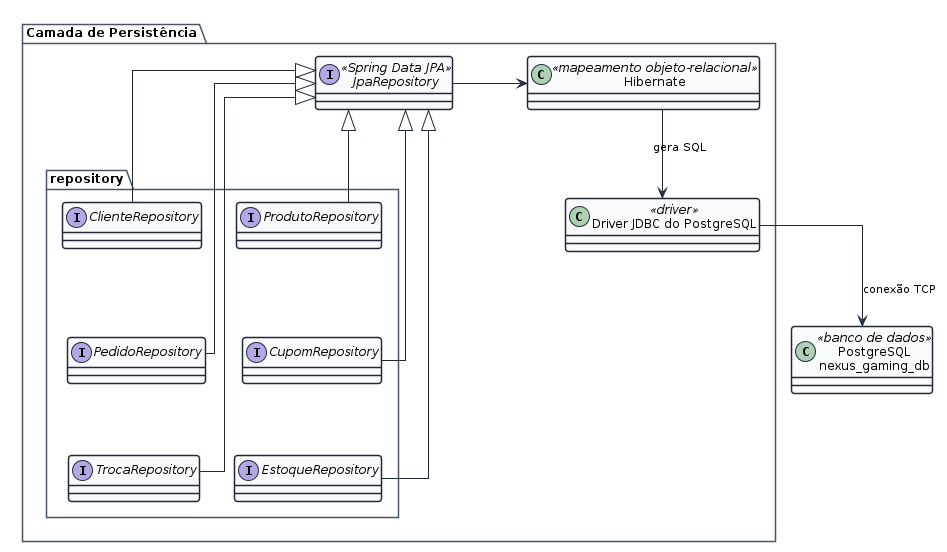 Camada de Persistência
I
«Spring Data JPA»
JpaRepository
C
«mapeamento objeto-relacional»
Hibernate
gera SQL
repository
I ClienteRepository
I ProdutoRepository
C
«driver»
Driver JDBC do PostgreSQL
conexão TCP
I PedidoRepository
I CupomRepository
C
«banco de dados»
PostgreSQL
nexus_gaming_db
I TrocaRepository
I EstoqueRepository